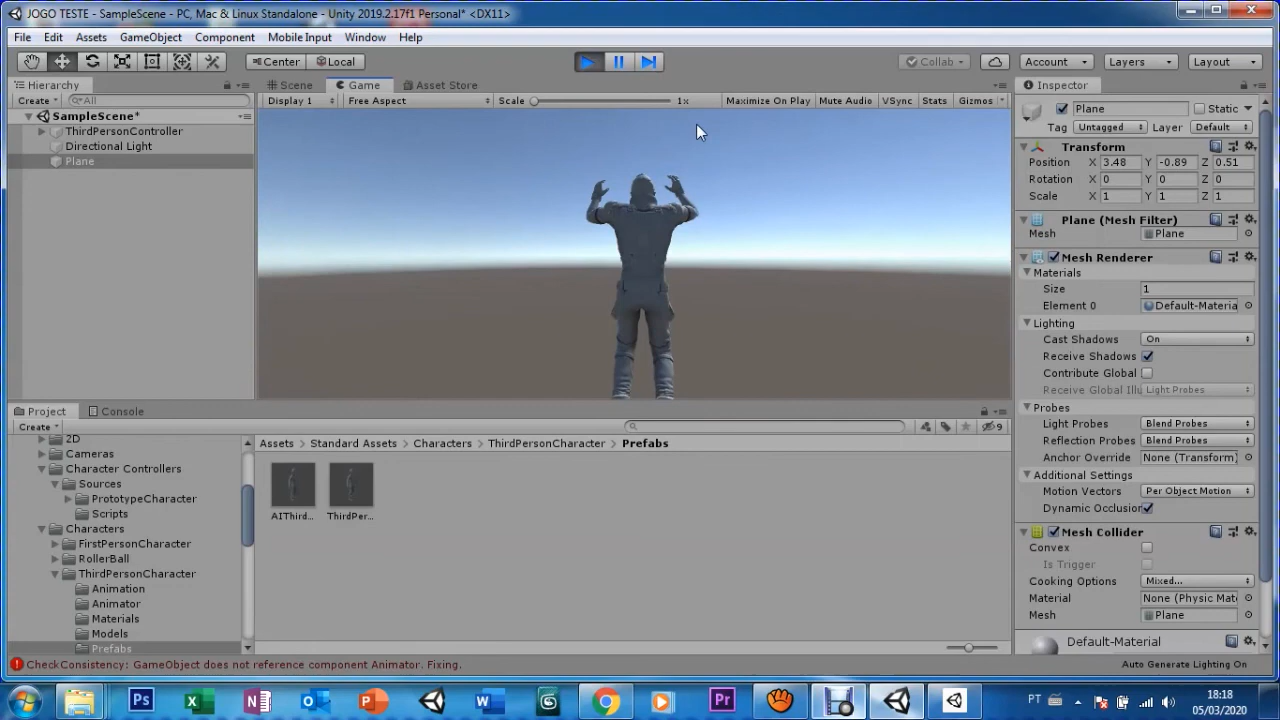 JOGO TESTE - SampleScene - PC, Mac & Linux Standalone - Unity 2019.2.17f1 Personal* <DX11>
File Edit Assets GameObject Component Mobile Input Window Help
Center Local Collab Account Layers Layout
Hierarchy Scene Game Asset Store Inspector
Create All Display 1 Free Aspect Scale 1x Maximize On Play Mute Audio VSync Stats Gizmos
Plane Static
SampleScene*
Tag Untagged Layer Default
ThirdPersonController
Directional Light
Plane
Transform
Position X 3.48 Y -0.89 Z 0.51
Rotation X 0 Y 0 Z 0
Scale X 1 Y 1 Z 1
Plane (Mesh Filter)
Mesh Plane
Mesh Renderer
Materials
Size 1
Element 0 Default-Materia
Lighting
Cast Shadows On
Receive Shadows
Contribute Global
Receive Global Illu Light Probes
Probes
Light Probes Blend Probes
Reflection Probes Blend Probes
Anchor Override None (Transform)
Additional Settings
Motion Vectors Per Object Motion
Dynamic Occlusion
Mesh Collider
Convex
Is Trigger
Cooking Options Mixed...
Material None (Physic Mat
Mesh Plane
Default-Material
Project Console
Create 9
2D
Cameras
Character Controllers
Sources
PrototypeCharacter
Scripts
Characters
FirstPersonCharacter
RollerBall
ThirdPersonCharacter
Animation
Animator
Materials
Models
Prefabs
Assets Standard Assets Characters ThirdPersonCharacter Prefabs
AIThird... ThirdPer...
CheckConsistency: GameObject does not reference component Animator. Fixing.
Auto Generate Lighting On
Ps X N O P W Pr
PT
18:18
05/03/2020